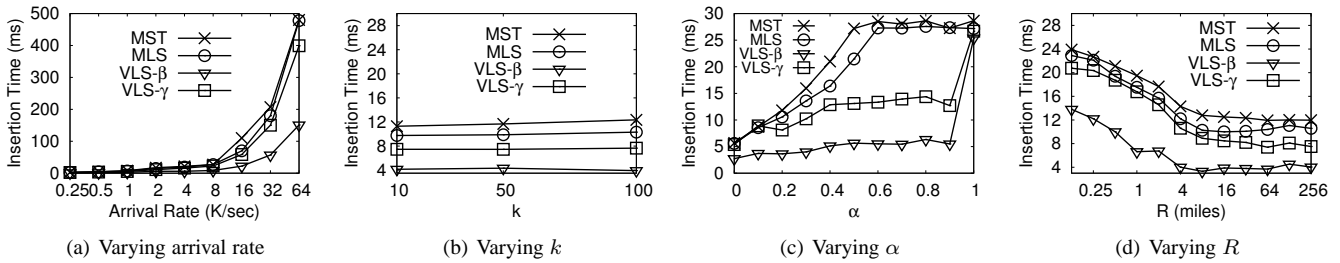 Insertion Time (ms)
500
400
300
200
100
0
MST
MLS
VLS-β
VLS-γ
0.25 0.5 1 2 4 8 16 32 64
Arrival Rate (K/sec)
(a) Varying arrival rate
Insertion Time (ms)
28
24
20
16
12
8
4
MST
MLS
VLS-β
VLS-γ
10 50 100
k
(b) Varying k
Insertion Time (ms)
30
25
20
15
10
5
0
MST
MLS
VLS-β
VLS-γ
0 0.2 0.4 0.6 0.8 1
α
(c) Varying α
Insertion Time (ms)
28
24
20
16
12
8
4
MST
MLS
VLS-β
VLS-γ
0.25 1 4 16 64 256
R (miles)
(d) Varying R